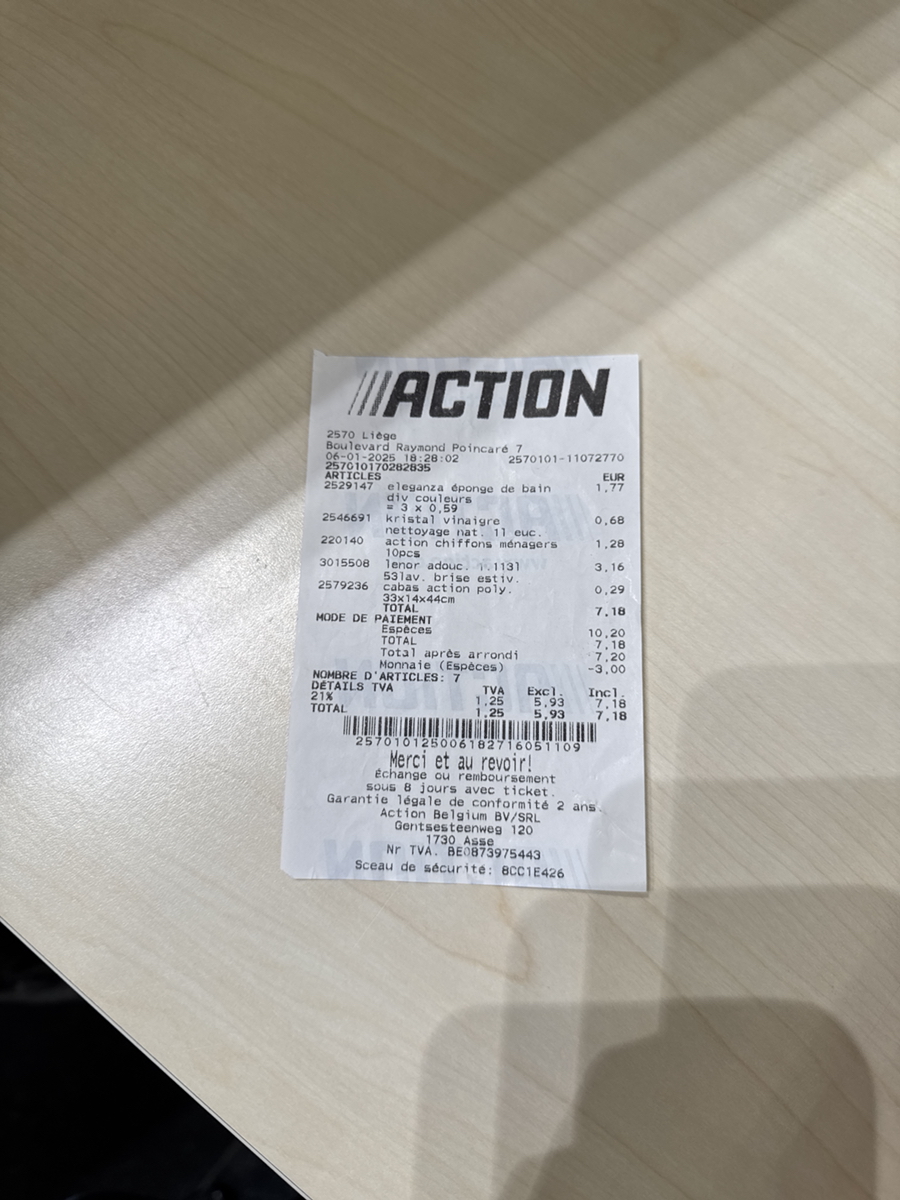 ACTION
2570 Liège
Boulevard Raymond Poincaré 7
06-01-2025 18:28:02 2570101-11072770
257010170282835
ARTICLES EUR
2529147 eleganza éponge de bain 1,77
div couleurs
= 3 x 0,59
2546691 kristal vinaigre 0,68
nettoyage nat. 1l euc.
220140 action chiffons ménagers 1,28
10pcs
3015508 lenor adouc. 1.113l 3,16
53lav. brise estiv.
2579236 cabas action poly. 0,29
33x14x44cm
TOTAL 7,18
MODE DE PAIEMENT
Espèces 10,20
TOTAL 7,18
Total après arrondi 7,20
Monnaie (Espèces) -3,00
NOMBRE D'ARTICLES: 7
DÉTAILS TVA TVA Excl. Incl.
21% 1,25 5,93 7,18
TOTAL 1,25 5,93 7,18
257010125006182716051109
Merci et au revoir!
Échange ou remboursement
sous 8 jours avec ticket.
Garantie légale de conformité 2 ans.
Action Belgium BV/SRL
Gentsesteenweg 120
1730 Asse
Nr TVA. BE0873975443
Sceau de sécurité: 8CC1E426